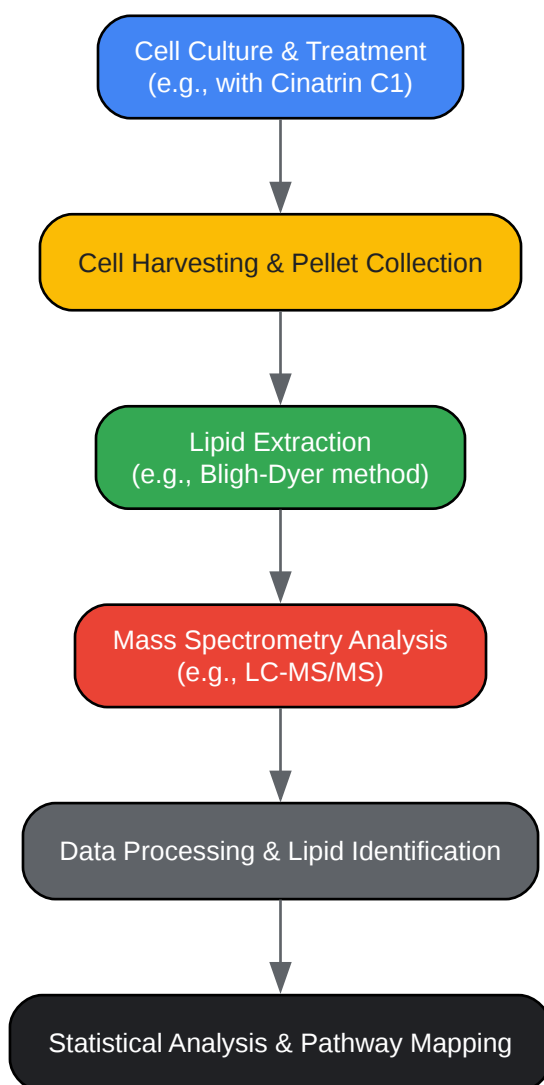 Cell Culture & Treatment
(e.g., with Cinatrin C1)
Cell Harvesting & Pellet Collection
Lipid Extraction
(e.g., Bligh-Dyer method)
Mass Spectrometry Analysis
(e.g., LC-MS/MS)
Data Processing & Lipid Identification
Statistical Analysis & Pathway Mapping